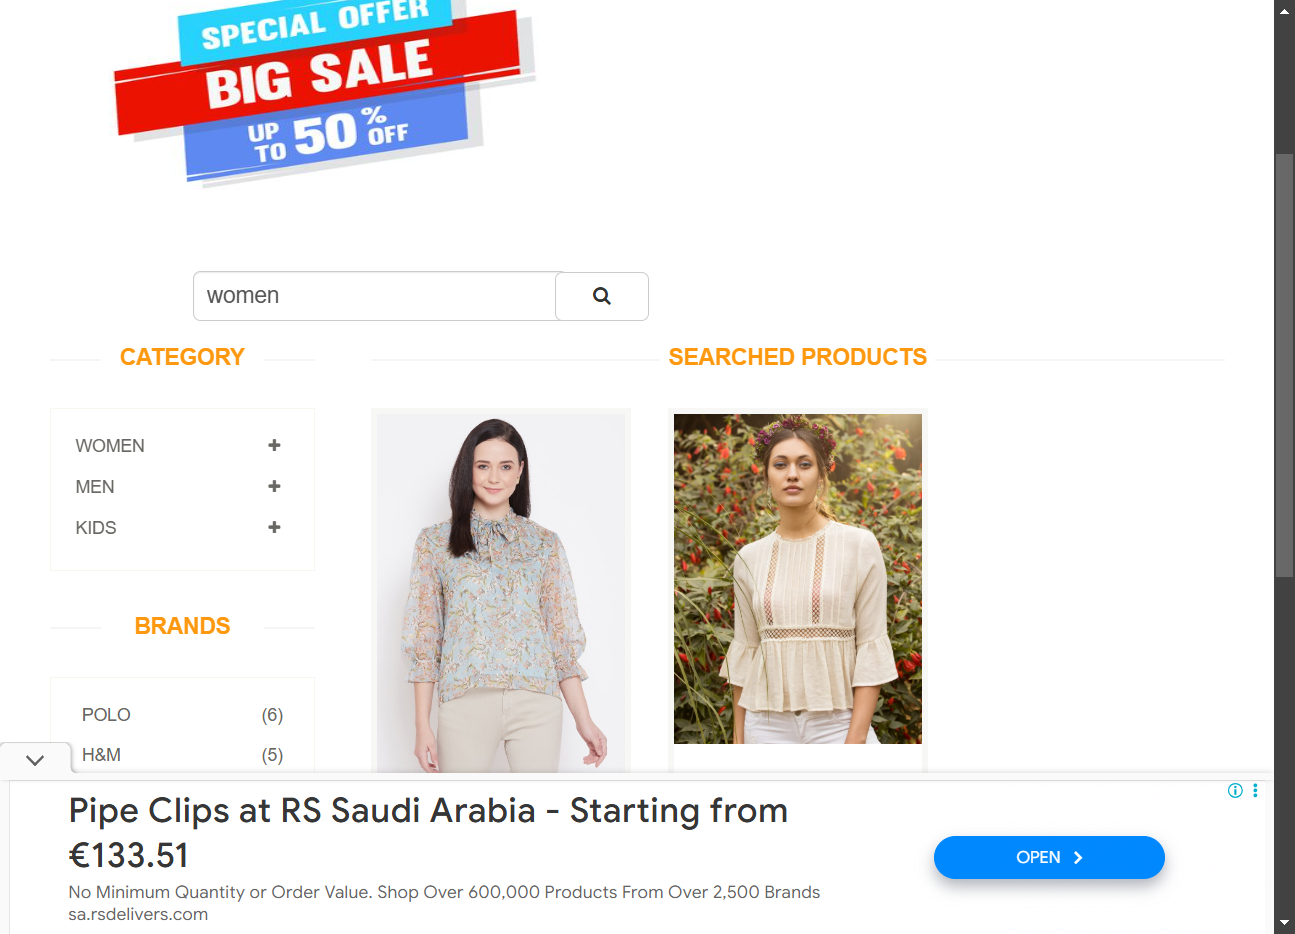 SPECIAL OFFER
BIG SALE
UP TO 50% OFF
women
CATEGORY
WOMEN
MEN
KIDS
BRANDS
POLO (6)
H&M (5)
SEARCHED PRODUCTS
Pipe Clips at RS Saudi Arabia - Starting from
€133.51
No Minimum Quantity or Order Value. Shop Over 600,000 Products From Over 2,500 Brands
sa.rsdelivers.com
OPEN